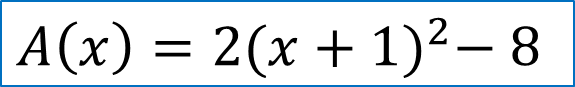 A(x) = 2(x + 1)² − 8